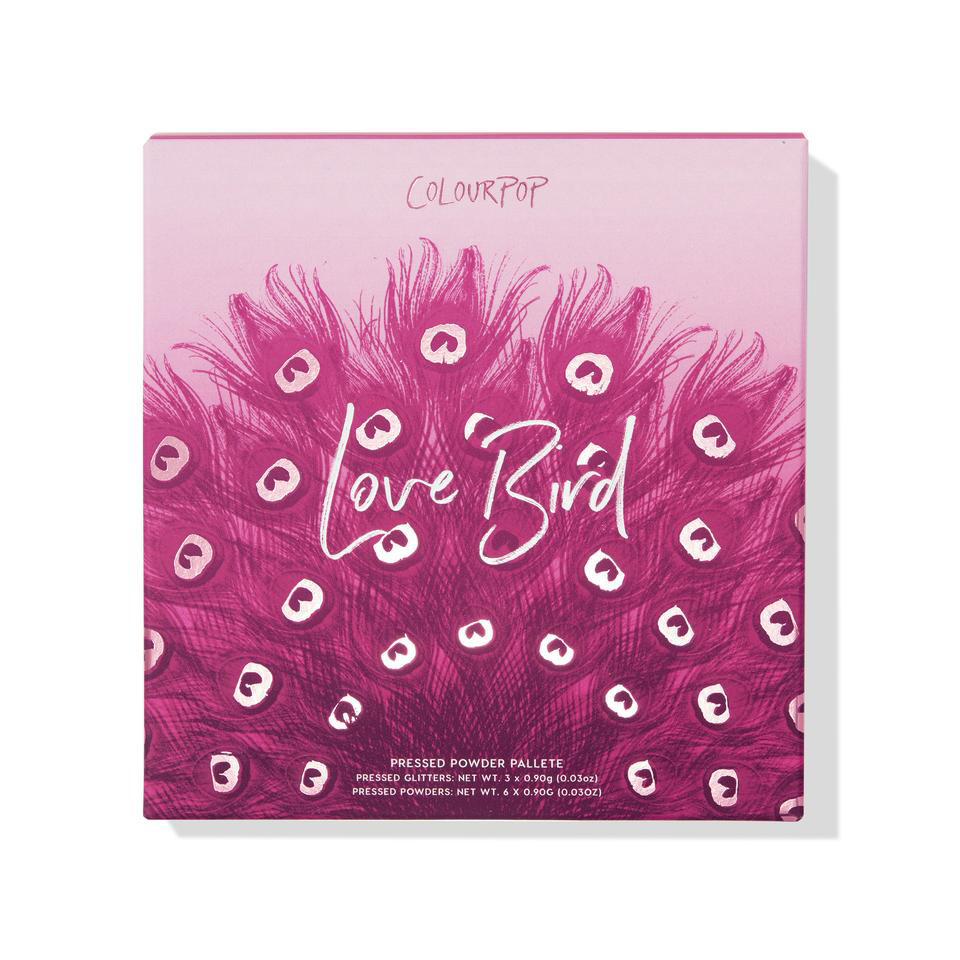 COLOURPOP
Love Bird
PRESSED POWDER PALLETE
PRESSED GLITTERS: NET WT. 3 x 0.90g (0.03oz)
PRESSED POWDERS: NET WT. 6 X 0.90G (0.03OZ)